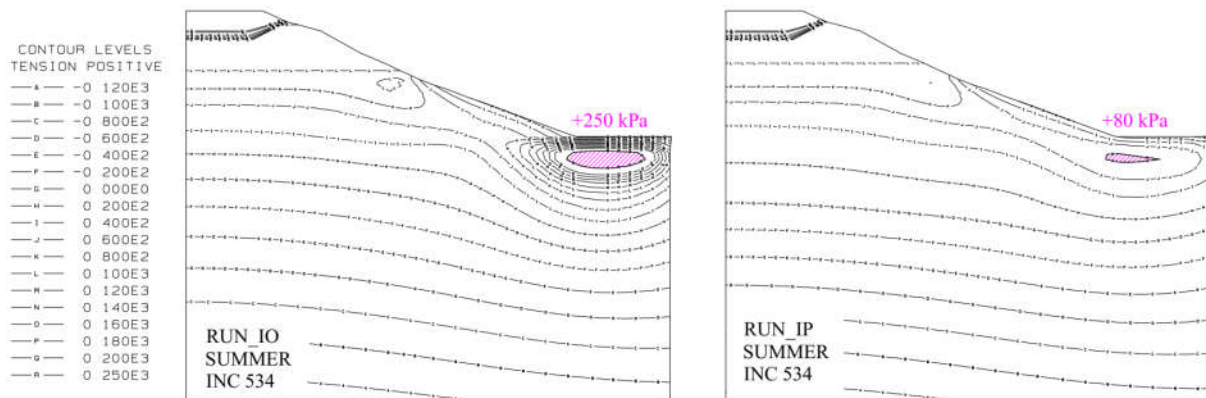 CONTOUR LEVELS
TENSION POSITIVE
A -0 120E3
B -0 100E3
C -0 800E2
D -0 600E2
E -0 400E2
F -0 200E2
G 0 000E0
H 0 200E2
I 0 400E2
J 0 600E2
K 0 800E2
L 0 100E3
M 0 120E3
N 0 140E3
O 0 160E3
P 0 180E3
Q 0 200E3
R 0 250E3
+250 kPa
RUN_IO
SUMMER
INC 534
+80 kPa
RUN_IP
SUMMER
INC 534